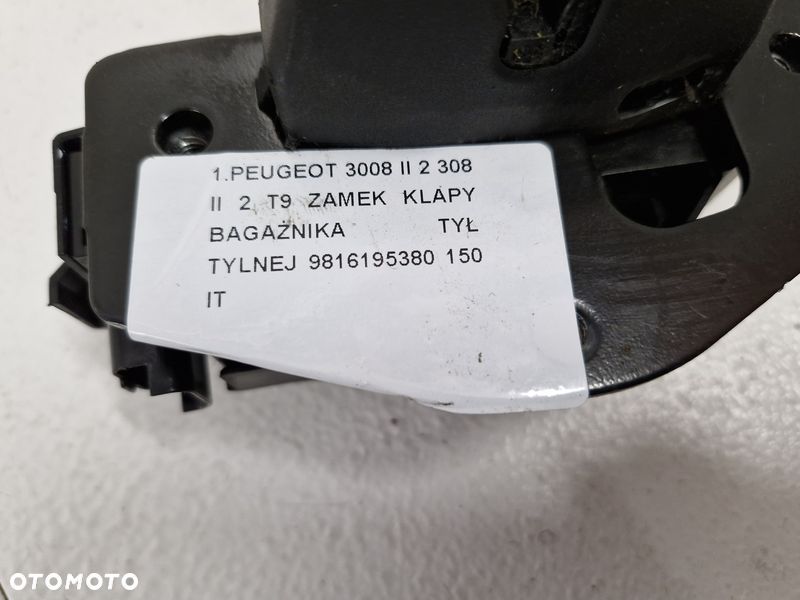 1.PEUGEOT 3008 II 2 308
II 2 T9 ZAMEK KLAPY
BAGAŻNIKA TYŁ
TYLNEJ 9816195380 150
IT
OTOMOTO